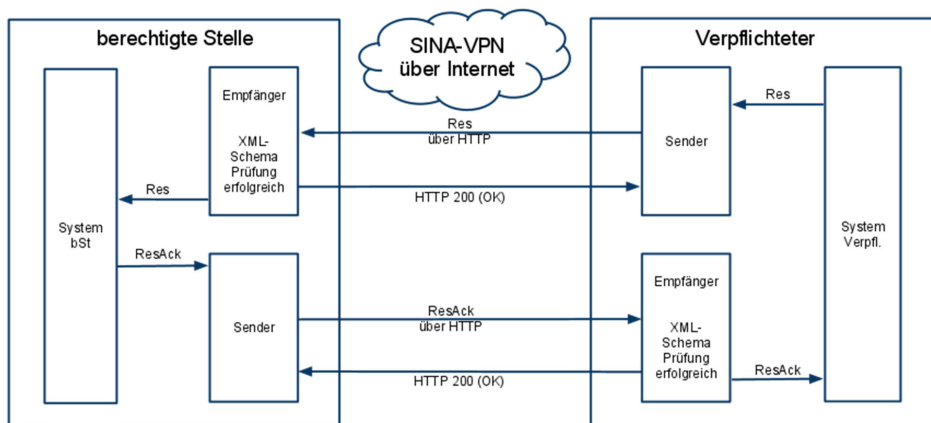 berechtigte Stelle
SINA-VPN
über Internet
Verpflichteter
Empfänger
XML-
Schema
Prüfung
erfolgreich
Res
über HTTP
Sender
Res
HTTP 200 (OK)
Res
System
bSt
System
Verpfl.
ResAck
Sender
ResAck
über HTTP
Empfänger
XML-
Schema
Prüfung
erfolgreich
HTTP 200 (OK)
ResAck